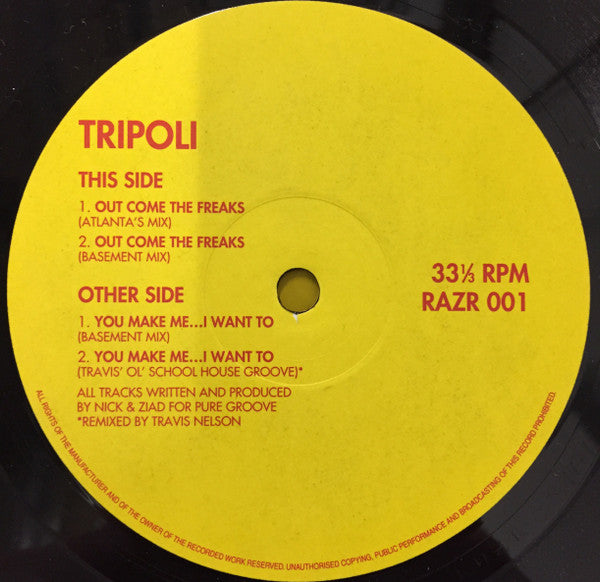 TRIPOLI
THIS SIDE
1. OUT COME THE FREAKS
(ATLANTA'S MIX)
2. OUT COME THE FREAKS
(BASEMENT MIX)
OTHER SIDE
1. YOU MAKE ME...I WANT TO
(BASEMENT MIX)
2. YOU MAKE ME...I WANT TO
(TRAVIS' OL' SCHOOL HOUSE GROOVE)*
ALL TRACKS WRITTEN AND PRODUCED
BY NICK & ZIAD FOR PURE GROOVE
*REMIXED BY TRAVIS NELSON
33⅓ RPM
RAZR 001
ALL RIGHTS OF THE MANUFACTURER AND OF THE OWNER OF THE RECORDED WORK RESERVED. UNAUTHORISED COPYING, PUBLIC PERFORMANCE AND BROADCASTING OF THIS RECORD PROHIBITED.